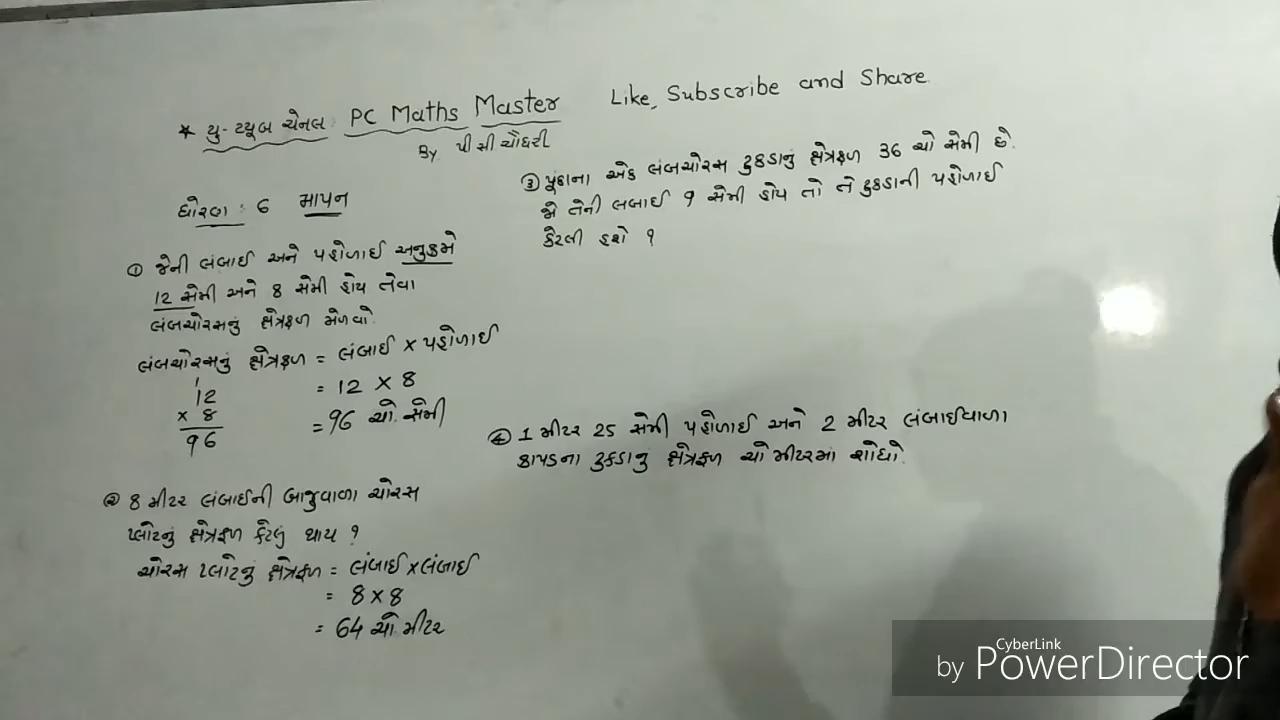 * યુ-ટ્યૂબ ચેનલ: PC Maths Master Like, Subscribe and Share
By પી સી ચૌધરી
ધોરણ: 6 માપન
① જેની લંબાઈ અને પહોળાઈ અનુક્રમે
12 સેમી અને 8 સેમી હોય તેવા
લંબચોરસનું ક્ષેત્રફળ મેળવો.
લંબચોરસનું ક્ષેત્રફળ = લંબાઈ × પહોળાઈ
= 12 × 8
= 96 ચો. સેમી
1
12
× 8
96
② 8 મીટર લંબાઈની બાજુવાળા ચોરસ
પ્લોટનું ક્ષેત્રફળ કેટલું થાય ?
ચોરસ પ્લોટનું ક્ષેત્રફળ = લંબાઈ × લંબાઈ
= 8 × 8
= 64 ચો મીટર
③ પૂંઠાના એક લંબચોરસ ટુકડાનું ક્ષેત્રફળ 36 ચો સેમી છે.
જો તેની લબાઈ 9 સેમી હોય તો તે ટુકડાની પહોળાઈ
કેટલી હશે ?
④ 1 મીટર 25 સેમી પહોળાઈ અને 2 મીટર લંબાઈવાળા
કાપડના ટુકડાનું ક્ષેત્રફળ ચો મીટરમાં શોધો.
CyberLink
by PowerDirector